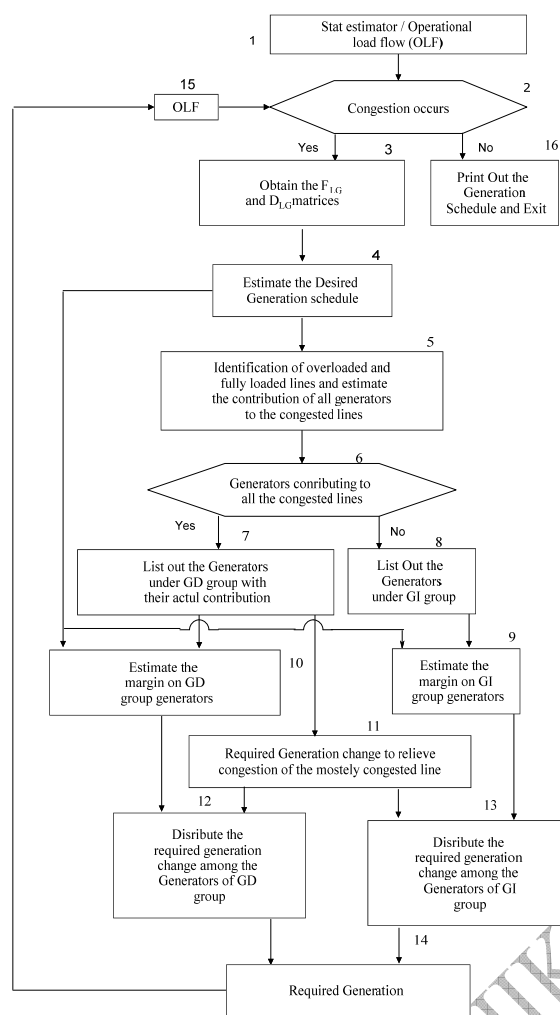 1
Stat estimator / Operational
load flow (OLF)
15
OLF
2
Congestion occurs
Yes
3
No
16
Obtain the F_LG
and D_LG matrices
Print Out the
Generation
Schedule and Exit
4
Estimate the Desired
Generation schedule
5
Identification of overloaded and
fully loaded lines and estimate
the contribution of all generators
to the congested lines
6
Generators conributing to
all the congested lines
Yes
No
7
List out the Generators
under GD group with
their actul contribution
8
List Out the
Generators
under GI group
9
Estimate the
margin on GD
group generators
10
Estimate the
margin on GI
group generators
11
Required Generation change to relieve
congestion of the mostely congested line
12
13
Disribute the
required generation
change among the
Generators of GD
group
Disribute the
required generation
change among the
Generators of GI
group
14
Required Generation